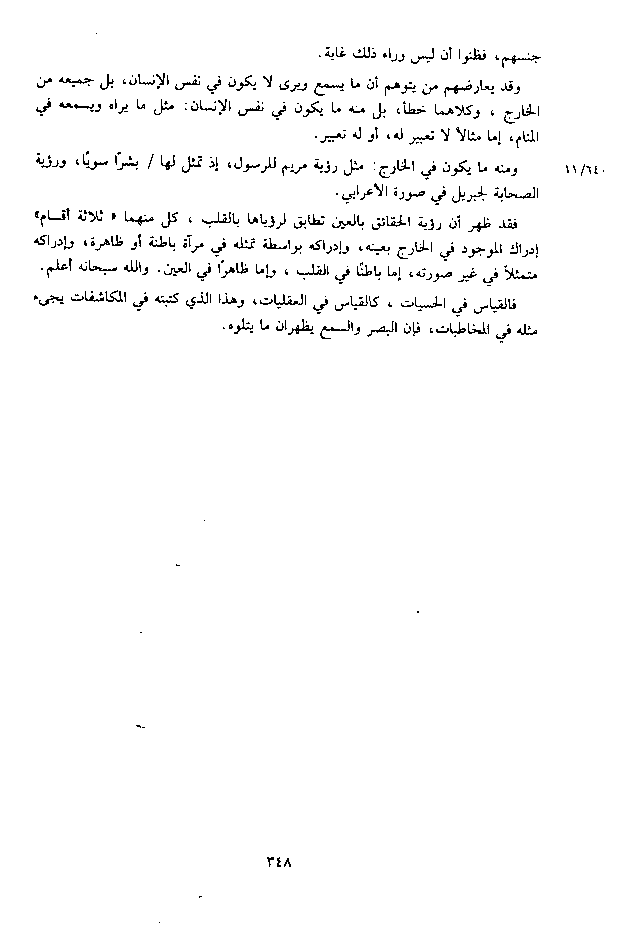 جنسهم، فظنوا أن ليس وراء ذلك غاية.
وقد يعارضهم من يتوهم أن ما يسمع ويرى لا يكون في نفس الإنسان، بل جميعه من
الخارج ، وكلاهما خطأ، بل منه ما يكون في نفس الإنسان: مثل ما يراه ويسمعه في
المنام، إما مثالاً لا تعبير له، أو له تعبير.
١١/٦٤٠ ومنه ما يكون في الخارج: مثل رؤية مريم للرسول، إذ تمثل لها / بشرًا سويًا، ورؤية
الصحابة لجبريل في صورة الأعرابي.
فقد ظهر أن رؤية الحقائق بالعين تطابق لرؤياها بالقلب ، كل منهما « ثلاثة أقسام»
إدراك الموجود في الخارج بعينه، وإدراكه بواسطة تمثله في مرآة باطنة أو ظاهرة، وإدراكه
متمثلاً في غير صورته، إما باطنًا في القلب ، وإما ظاهرًا في العين. والله سبحانه أعلم.
فالقياس في الحسيات ، كالقياس في العقليات، وهذا الذي كتبته في المكاشفات يجىء
مثله في المخاطبات، فإن البصر والسمع يظهران ما يتلوه.
٣٤٨